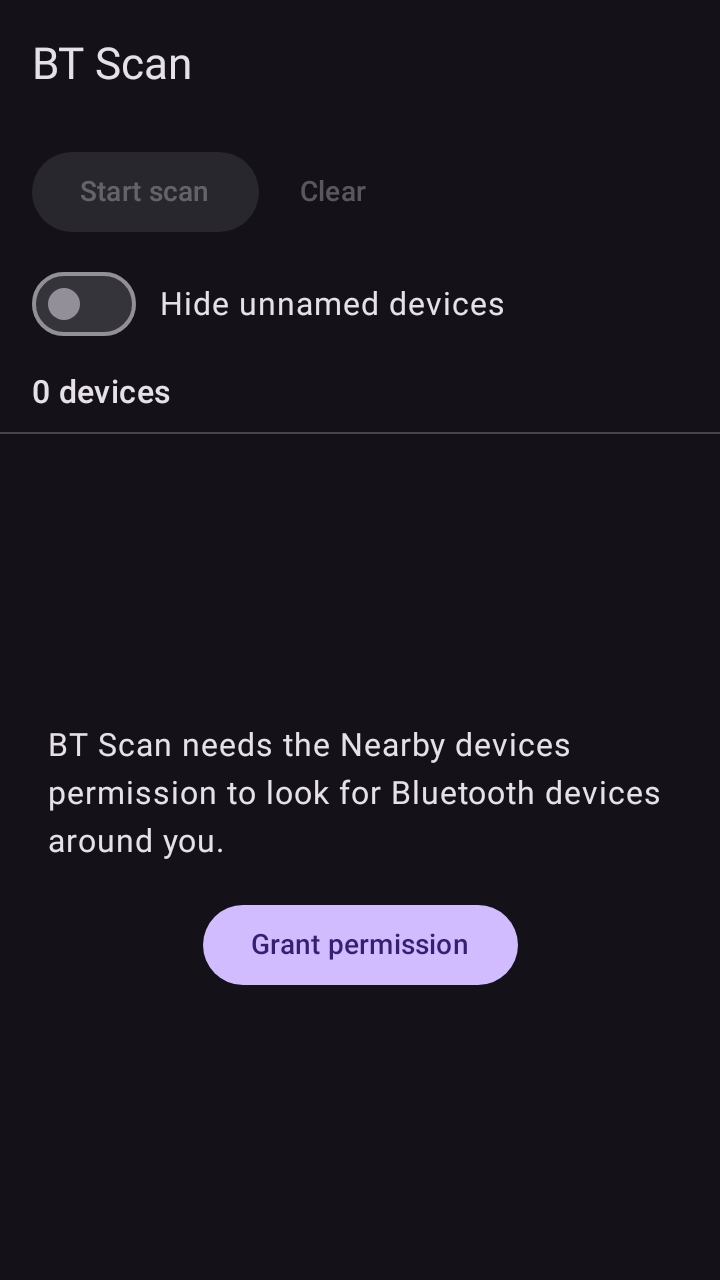 BT Scan
Start scan
Clear
Hide unnamed devices
0 devices
BT Scan needs the Nearby devices
permission to look for Bluetooth devices
around you.
Grant permission